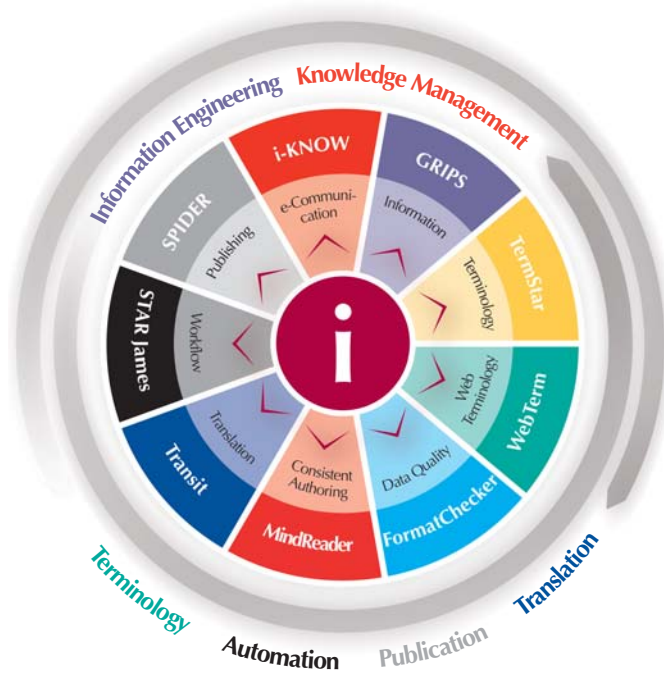 Information Engineering
Knowledge Management
i-KNOW
e-Communi-
cation
GRIPS
Information
TermStar
Terminology
WebTerm
Web
Terminology
FormatChecker
Data Quality
MindReader
Consistent
Authoring
Transit
Translation
STAR James
Workflow
SPIDER
Publishing
i
Terminology
Automation
Publication
Translation